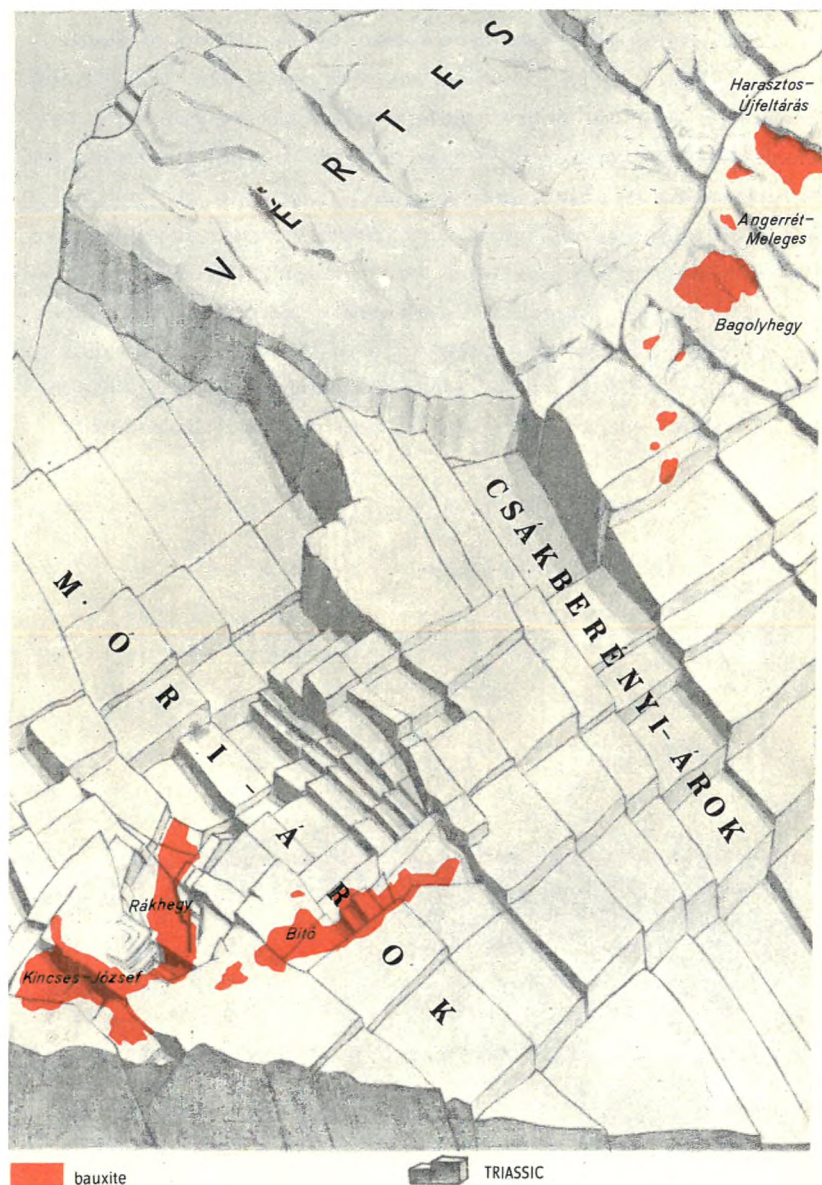 VÉRTES
Harasztos-
Újfeltárás
Angerrét-
Meleges
Bagolyhegy
CSÁKBERÉNYI-ÁROK
MÓRI-ÁROK
Rákhegy
Bitó
Kincses-József
bauxite
TRIASSIC